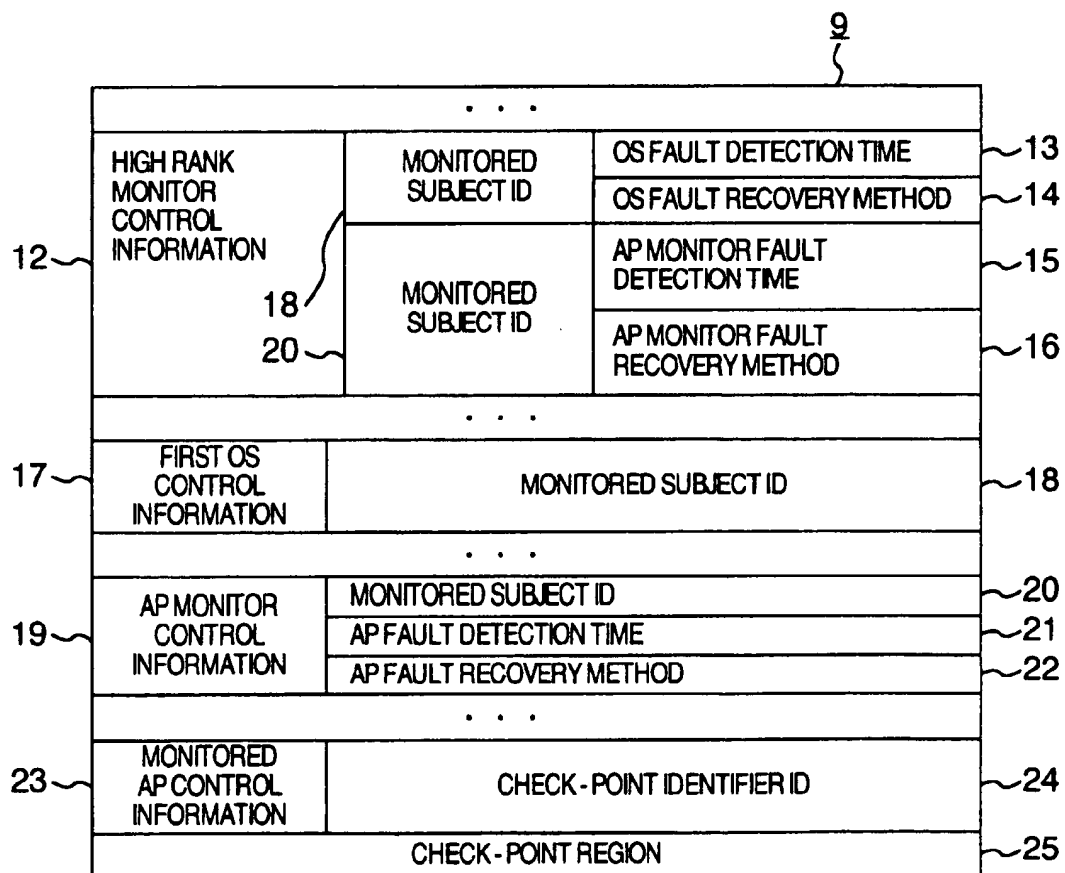 9
. . .
HIGH RANK
MONITOR
CONTROL
INFORMATION
12
MONITORED
SUBJECT ID
18
OS FAULT DETECTION TIME
13
OS FAULT RECOVERY METHOD
14
MONITORED
SUBJECT ID
20
AP MONITOR FAULT
DETECTION TIME
15
AP MONITOR FAULT
RECOVERY METHOD
16
. . .
17
FIRST OS
CONTROL
INFORMATION
MONITORED SUBJECT ID
18
. . .
19
AP MONITOR
CONTROL
INFORMATION
MONITORED SUBJECT ID
20
AP FAULT DETECTION TIME
21
AP FAULT RECOVERY METHOD
22
. . .
23
MONITORED
AP CONTROL
INFORMATION
CHECK-POINT IDENTIFIER ID
24
CHECK-POINT REGION
25